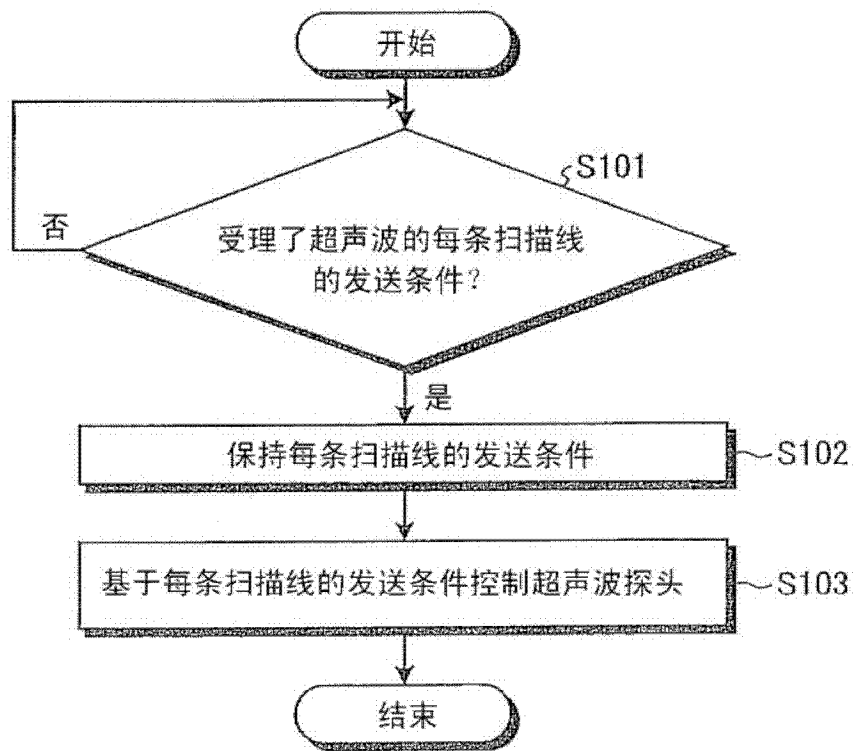 开始
S101
否
受理了超声波的每条扫描线
的发送条件?
是
保持每条扫描线的发送条件
S102
基于每条扫描线的发送条件控制超声波探头
S103
结束